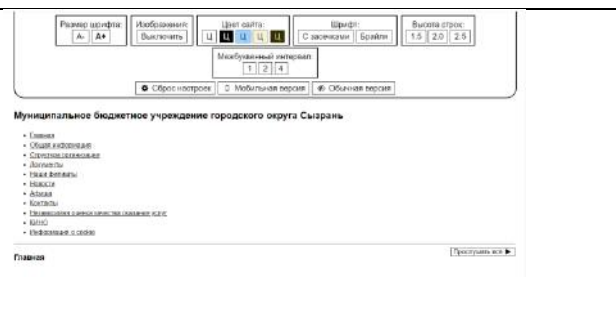 Размер шрифта: Изображения: Цвет сайта: Шрифт: Высота строк:
A- A+ Выключить Ц Ц Ц Ц Ц С засечками Брайля 1.5 2.0 2.5
Межбуквенный интервал:
1 2 4
Сброс настроек Мобильная версия Обычная версия
Муниципальное бюджетное учреждение городского округа Сызрань
Главная
Общая информация
Структура организации
Документы
Наши филиалы
Новости
Афиша
Контакты
Независимая оценка качества оказания услуг
КИНО
Информация о сайте
Прослушать все
Главная